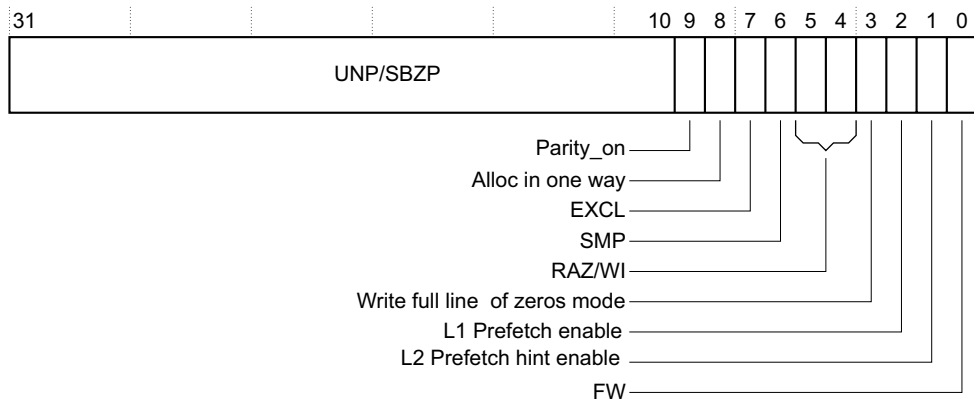 31 10 9 8 7 6 5 4 3 2 1 0
UNP/SBZP
Parity_on
Alloc in one way
EXCL
SMP
RAZ/WI
Write full line of zeros mode
L1 Prefetch enable
L2 Prefetch hint enable
FW